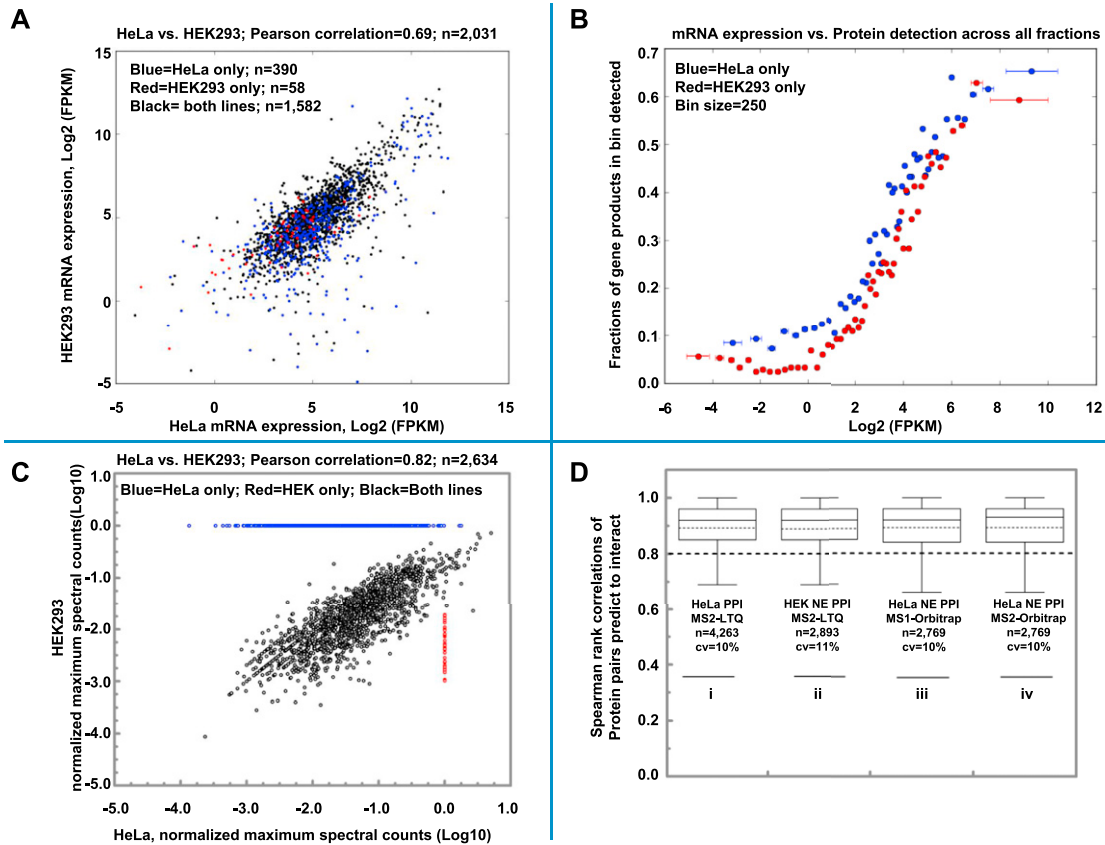 A
HeLa vs. HEK293; Pearson correlation=0.69; n=2,031
Blue=HeLa only; n=390
Red=HEK293 only; n=58
Black= both lines; n=1,582
HEK293 mRNA expression, Log2 (FPKM)
15
10
5
0
-5
-5 0 5 10 15
HeLa mRNA expression, Log2 (FPKM)
B
mRNA expression vs. Protein detection across all fractions
Blue=HeLa only
Red=HEK293 only
Bin size=250
Fractions of gene products in bin detected
0.7
0.6
0.5
0.4
0.3
0.2
0.1
0.0
-6 -4 -2 0 2 4 6 8 10 12
Log2 (FPKM)
C
HeLa vs. HEK293; Pearson correlation=0.82; n=2,634
Blue=HeLa only; Red=HEK only; Black=Both lines
HEK293
normalized maximum spectral counts(Log10)
1.0
0.0
-1.0
-2.0
-3.0
-4.0
-5.0
-5.0 -4.0 -3.0 -2.0 -1.0 0.0 1.0
HeLa, normalized maximum spectral counts (Log10)
D
Spearman rank correlations of
Protein pairs predict to interact
1.0
0.8
0.6
0.4
0.2
0.0
HeLa PPI
MS2-LTQ
n=4,263
cv=10%
i
HEK NE PPI
MS2-LTQ
n=2,893
cv=11%
ii
HeLa NE PPI
MS1-Orbitrap
n=2,769
cv=10%
iii
HeLa NE PPI
MS2-Orbitrap
n=2,769
cv=10%
iv